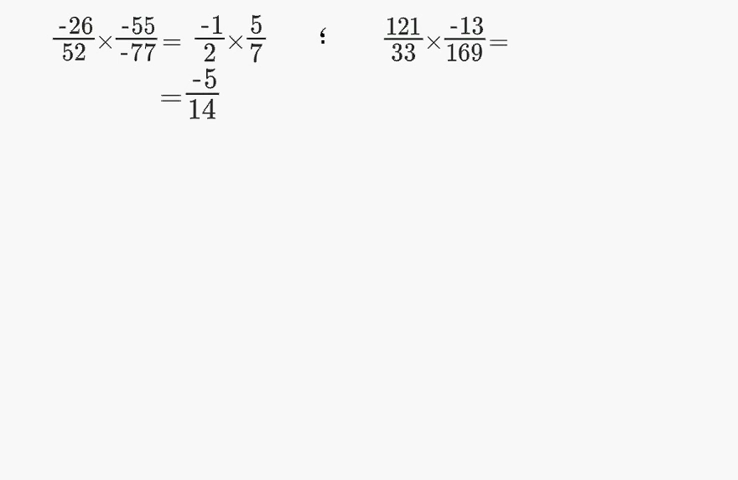 -26/52 × -55/-77 = -1/2 × 5/7 ؛ 121/33 × -13/169 =
= -5/14